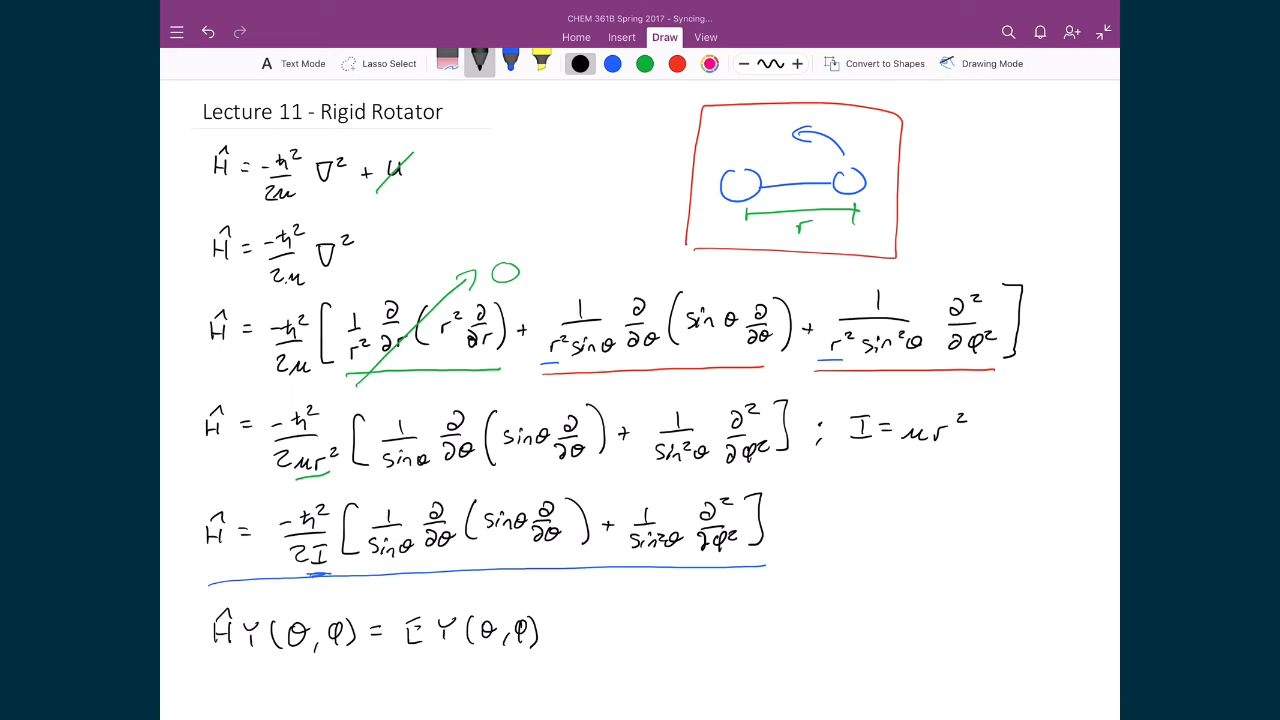 CHEM 361B Spring 2017 - Syncing...
Home Insert Draw View
Text Mode Lasso Select Convert to Shapes Drawing Mode
Lecture 11 - Rigid Rotator
Ĥ = -ħ²/2μ ∇² + U
r
Ĥ = -ħ²/2μ ∇²
0
Ĥ = -ħ²/2μ [ 1/r² ∂/∂r ( r² ∂/∂r ) + 1/r² sinθ ∂/∂θ ( sin θ ∂/∂θ ) + 1/r² sin²θ ∂²/∂φ² ]
Ĥ = -ħ²/2μr² [ 1/sinθ ∂/∂θ ( sinθ ∂/∂θ ) + 1/sin²θ ∂²/∂φ² ] ; I = μr²
Ĥ = -ħ²/2I [ 1/sinθ ∂/∂θ ( sinθ ∂/∂θ ) + 1/sin²θ ∂²/∂φ² ]
Ĥ Y(θ,φ) = E Y(θ,φ)